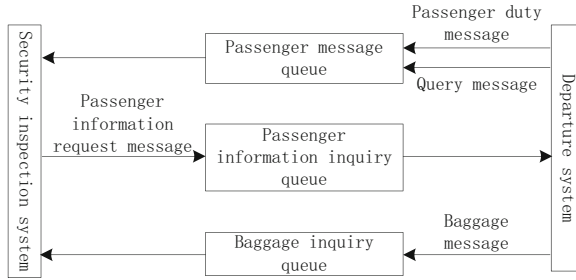 Passenger duty
message
Security inspection system
Passenger message
queue
Query message
Departure system
Passenger
information
request message
Passenger
information inquiry
queue
Baggage
message
Baggage inquiry
queue